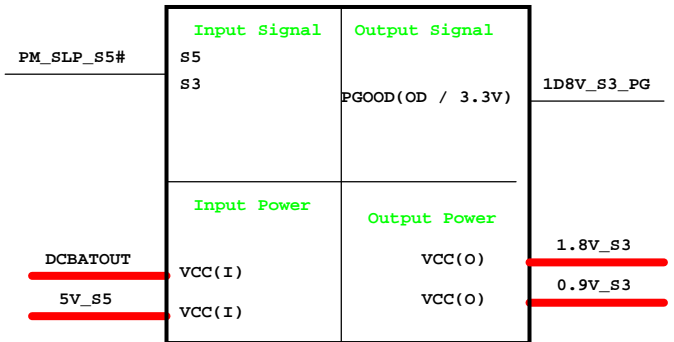 Input Signal
Output Signal
PM_SLP_S5#
S5
S3
PGOOD(OD / 3.3V)
1D8V_S3_PG
Input Power
Output Power
DCBATOUT
VCC(I)
5V_S5
VCC(I)
VCC(O)
1.8V_S3
VCC(O)
0.9V_S3